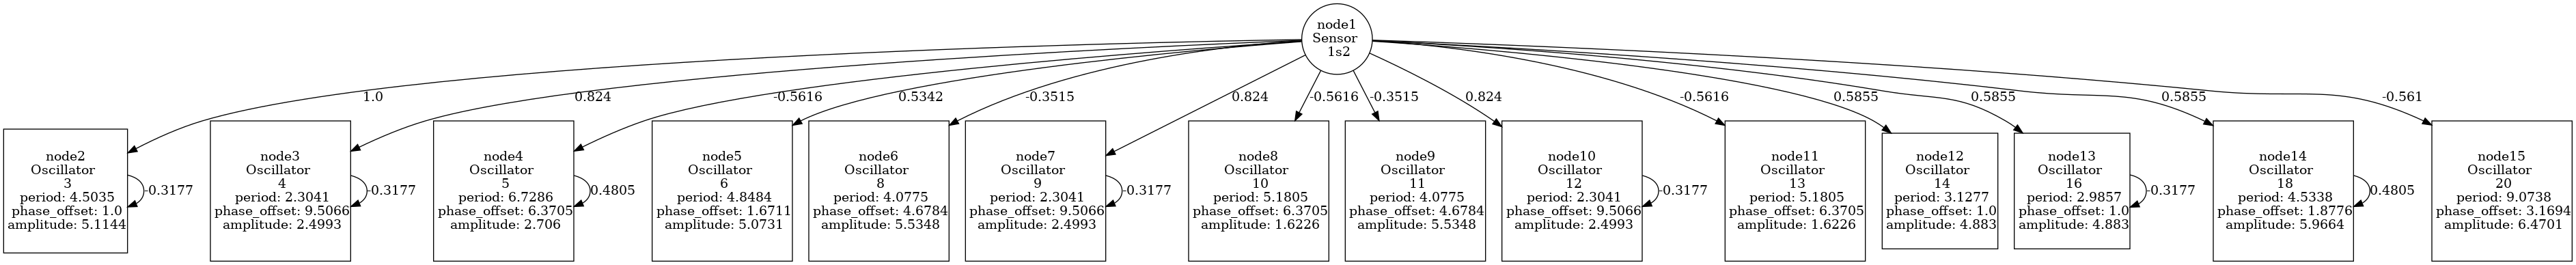 node1
Sensor
1s2
1.0
0.824
-0.5616
0.5342
-0.3515
0.824
-0.5616
-0.3515
0.824
-0.5616
0.5855
0.5855
0.5855
-0.561
node2
Oscillator
3
period: 4.5035
phase_offset: 1.0
amplitude: 5.1144
-0.3177
node3
Oscillator
4
period: 2.3041
phase_offset: 9.5066
amplitude: 2.4993
-0.3177
node4
Oscillator
5
period: 6.7286
phase_offset: 6.3705
amplitude: 2.706
0.4805
node5
Oscillator
6
period: 4.8484
phase_offset: 1.6711
amplitude: 5.0731
node6
Oscillator
8
period: 4.0775
phase_offset: 4.6784
amplitude: 5.5348
node7
Oscillator
9
period: 2.3041
phase_offset: 9.5066
amplitude: 2.4993
-0.3177
node8
Oscillator
10
period: 5.1805
phase_offset: 6.3705
amplitude: 1.6226
node9
Oscillator
11
period: 4.0775
phase_offset: 4.6784
amplitude: 5.5348
node10
Oscillator
12
period: 2.3041
phase_offset: 9.5066
amplitude: 2.4993
-0.3177
node11
Oscillator
13
period: 5.1805
phase_offset: 6.3705
amplitude: 1.6226
node12
Oscillator
14
period: 3.1277
phase_offset: 1.0
amplitude: 4.883
node13
Oscillator
16
period: 2.9857
phase_offset: 1.0
amplitude: 4.883
-0.3177
node14
Oscillator
18
period: 4.5338
phase_offset: 1.8776
amplitude: 5.9664
0.4805
node15
Oscillator
20
period: 9.0738
phase_offset: 3.1694
amplitude: 6.4701